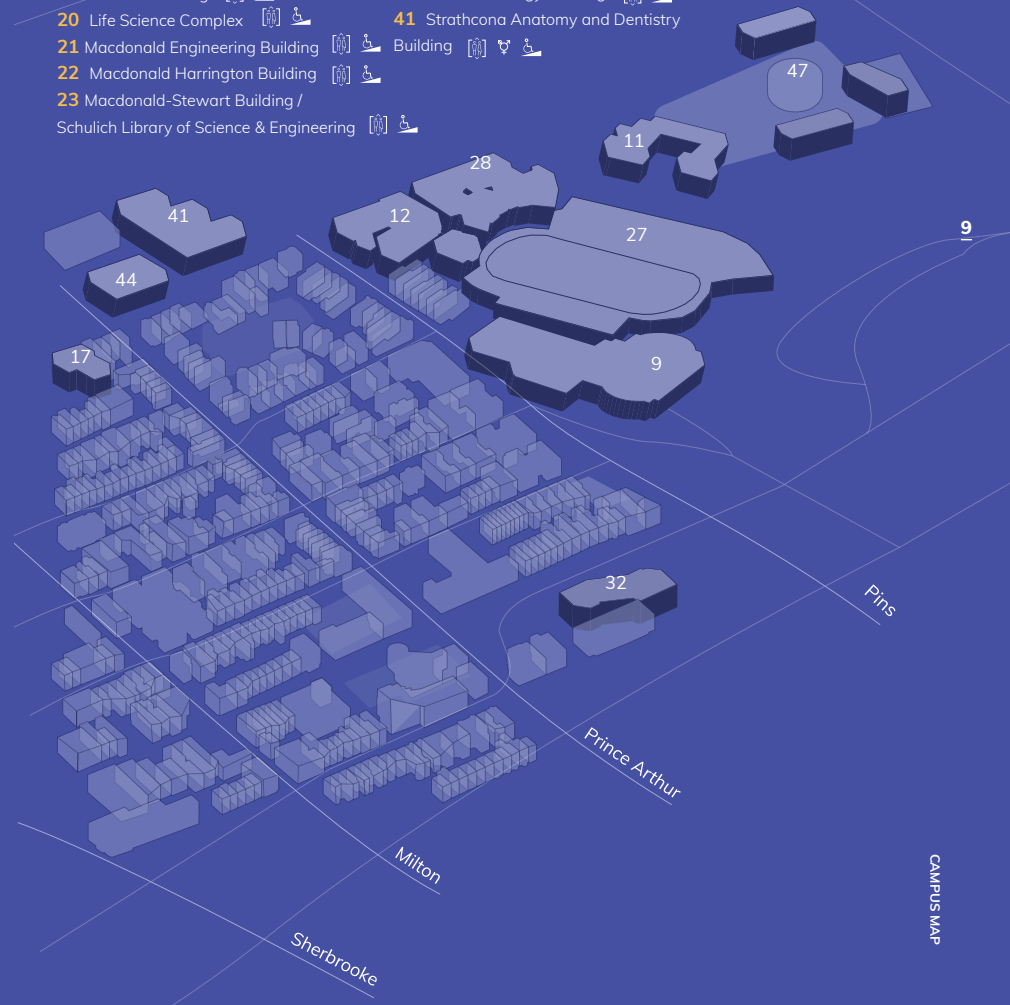 20 Life Science Complex
21 Macdonald Engineering Building
22 Macdonald Harrington Building
23 Macdonald-Stewart Building /
Schulich Library of Science & Engineering
41 Strathcona Anatomy and Dentistry
Building
47
11
28
41
12
27
9
44
17
9
32
Pins
Prince Arthur
Milton
Sherbrooke
CAMPUS MAP